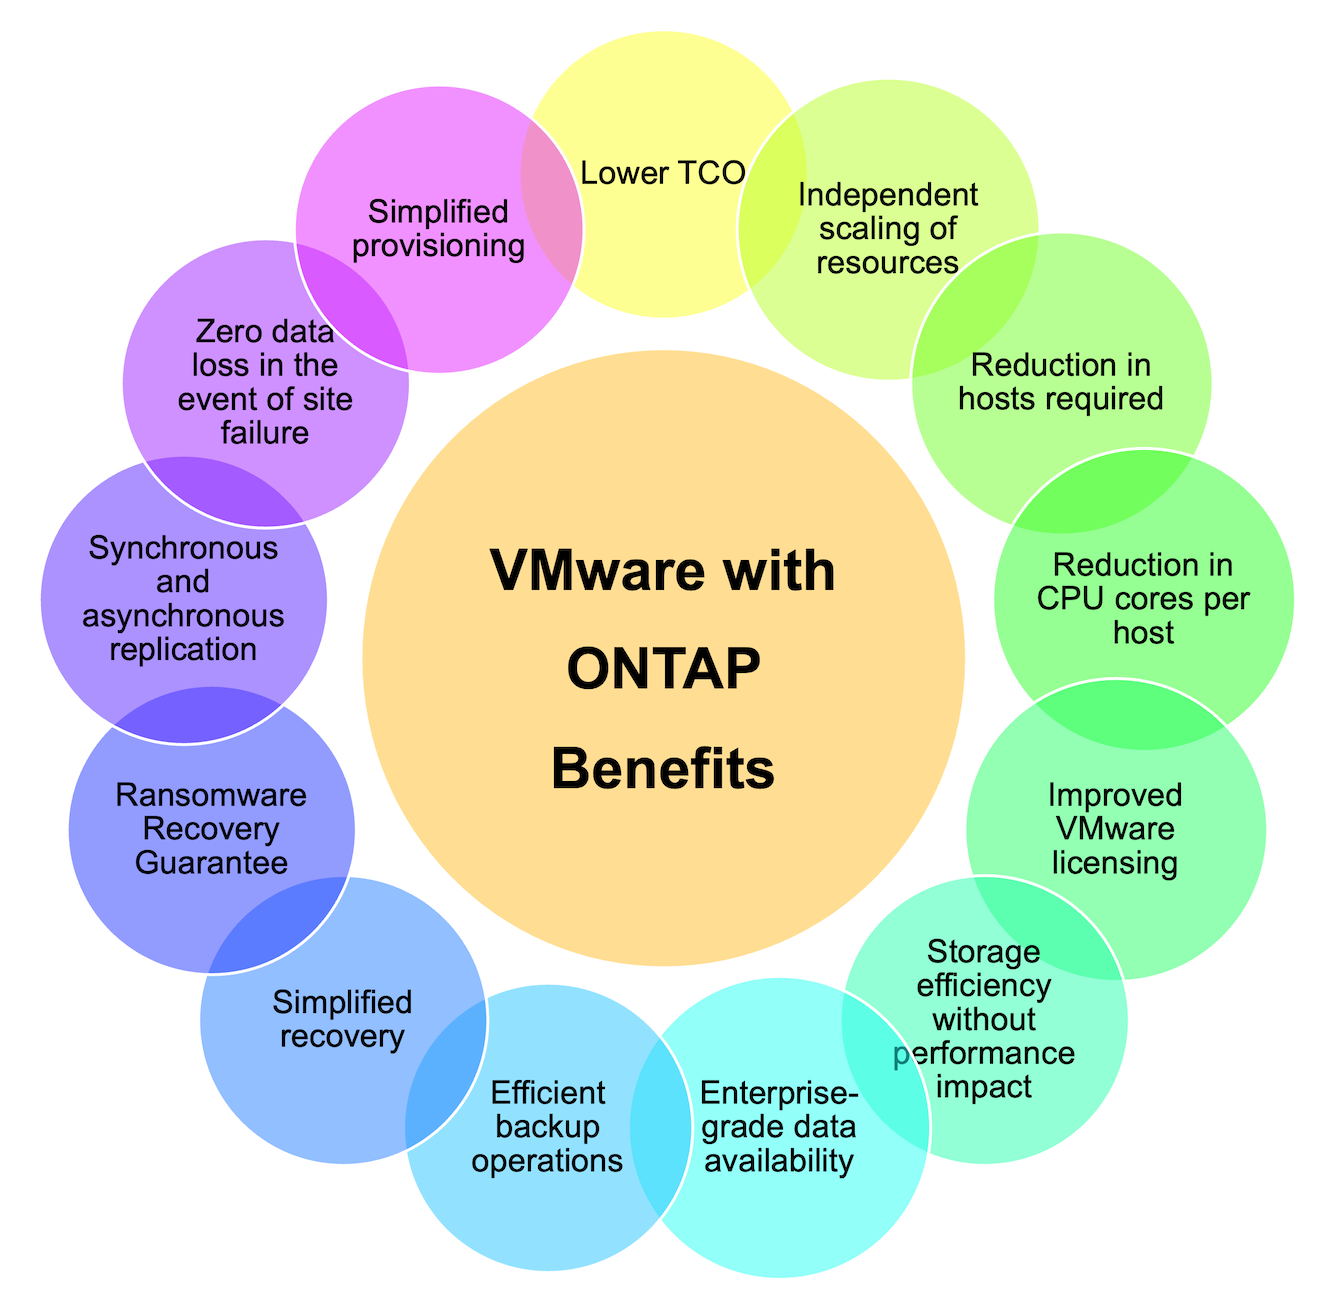 Lower TCO
Independent
scaling of
resources
Reduction in
hosts required
Reduction in
CPU cores per
host
Improved
VMware
licensing
Storage
efficiency
without
performance
impact
Enterprise-
grade data
availability
Efficient
backup
operations
Simplified
recovery
Ransomware
Recovery
Guarantee
Synchronous
and
asynchronous
replication
Zero data
loss in the
event of site
failure
Simplified
provisioning
VMware with
ONTAP
Benefits